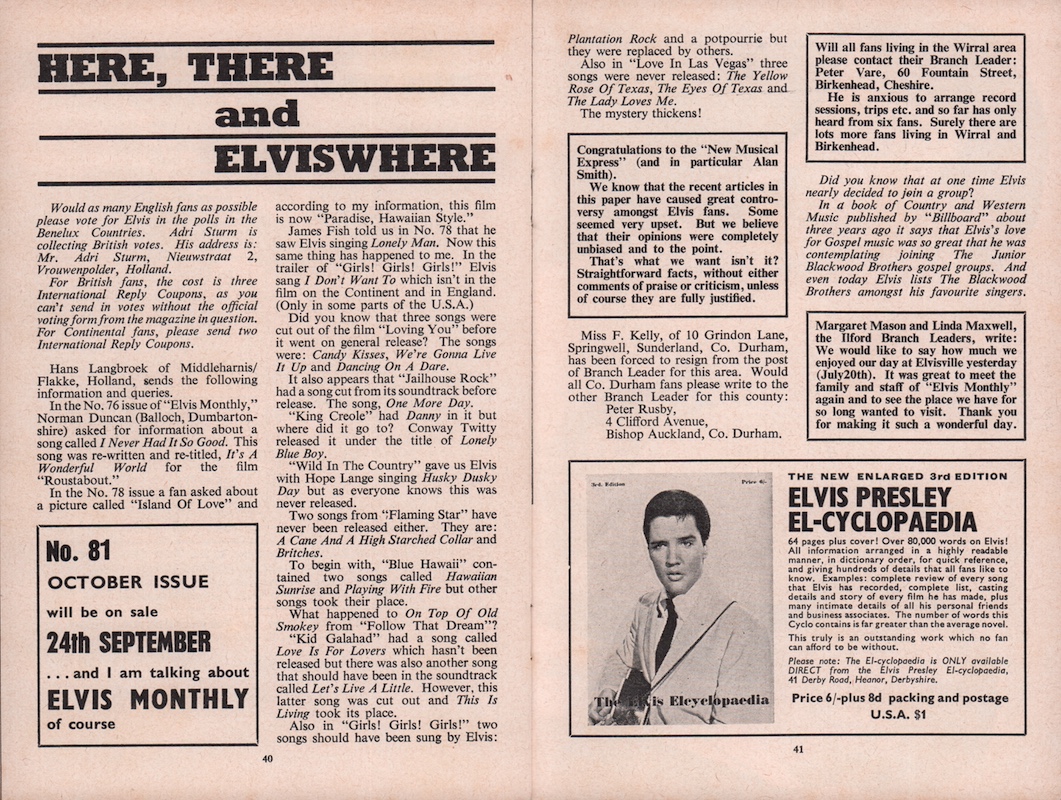 HERE, THERE
and
ELVISWHERE
Would as many English fans as possible
please vote for Elvis in the polls in the
Benelux Countries. Adri Sturm is
collecting British votes. His address is:
Mr. Adri Sturm, Nieuwstraat 2,
Vrouwenpolder, Holland.
For British fans, the cost is three
International Reply Coupons, as you
can't send in votes without the official
voting form from the magazine in question.
For Continental fans, please send two
International Reply Coupons.
Hans Langbroek of Middleharnis/
Flakke, Holland, sends the following
information and queries.
In the No. 76 issue of "Elvis Monthly,"
Norman Duncan (Balloch, Dumbarton-
shire) asked for information about a
song called I Never Had It So Good. This
song was re-written and re-titled, It's A
Wonderful World for the film
"Roustabout."
In the No. 78 issue a fan asked about
a picture called "Island Of Love" and
No. 81
OCTOBER ISSUE
will be on sale
24th SEPTEMBER
...and I am talking about
ELVIS MONTHLY
of course
according to my information, this film
is now "Paradise, Hawaiian Style."
James Fish told us in No. 78 that he
saw Elvis singing Lonely Man. Now this
same thing has happened to me. In the
trailer of "Girls! Girls! Girls!" Elvis
sang I Don't Want To which isn't in the
film on the Continent and in England.
(Only in some parts of the U.S.A.)
Did you know that three songs were
cut out of the film "Loving You" before
it went on general release? The songs
were: Candy Kisses, We're Gonna Live
It Up and Dancing On A Dare.
It also appears that "Jailhouse Rock"
had a song cut from its soundtrack before
release. The song, One More Day.
"King Creole" had Danny in it but
where did it go to? Conway Twitty
released it under the title of Lonely
Blue Boy.
"Wild In The Country" gave us Elvis
with Hope Lange singing Husky Dusky
Day but as everyone knows this was
never released.
Two songs from "Flaming Star" have
never been released either. They are:
A Cane And A High Starched Collar and
Britches.
To begin with, "Blue Hawaii" con-
tained two songs called Hawaiian
Sunrise and Playing With Fire but other
songs took their place.
What happened to On Top Of Old
Smokey from "Follow That Dream"?
"Kid Galahad" had a song called
Love Is For Lovers which hasn't been
released but there was also another song
that should have been in the soundtrack
called Let's Live A Little. However, this
latter song was cut out and This Is
Living took its place.
Also in "Girls! Girls! Girls!" two
songs should have been sung by Elvis:
40
Plantation Rock and a potpourrie but
they were replaced by others.
Also in "Love In Las Vegas" three
songs were never released: The Yellow
Rose Of Texas, The Eyes Of Texas and
The Lady Loves Me.
The mystery thickens!
Congratulations to the "New Musical
Express" (and in particular Alan
Smith).
We know that the recent articles in
this paper have caused great contro-
versy amongst Elvis fans. Some
seemed very upset. But we believe
that their opinions were completely
unbiased and to the point.
That's what we want isn't it?
Straightforward facts, without either
comments of praise or criticism, unless
of course they are fully justified.
Miss F. Kelly, of 10 Grindon Lane,
Springwell, Sunderland, Co. Durham,
has been forced to resign from the post
of Branch Leader for this area. Would
all Co. Durham fans please write to the
other Branch Leader for this county:
Peter Rusby,
4 Clifford Avenue,
Bishop Auckland, Co. Durham.
Will all fans living in the Wirral area
please contact their Branch Leader:
Peter Vare, 60 Fountain Street,
Birkenhead, Cheshire.
He is anxious to arrange record
sessions, trips etc. and so far has only
heard from six fans. Surely there are
lots more fans living in Wirral and
Birkenhead.
Did you know that at one time Elvis
nearly decided to join a group?
In a book of Country and Western
Music published by "Billboard" about
three years ago it says that Elvis's love
for Gospel music was so great that he was
contemplating joining The Junior
Blackwood Brothers gospel groups. And
even today Elvis lists The Blackwood
Brothers amongst his favourite singers.
Margaret Mason and Linda Maxwell,
the Ilford Branch Leaders, write:
We would like to say how much we
enjoyed our day at Elvisville yesterday
(July 20th). It was great to meet the
family and staff of "Elvis Monthly"
again and to see the place we have for
so long wanted to visit. Thank you
for making it such a wonderful day.
3rd. Edition
Price 6/-
The Elvis Elcyclopaedia
THE NEW ENLARGED 3rd EDITION
ELVIS PRESLEY
EL-CYCLOPAEDIA
64 pages plus cover! Over 80,000 words on Elvis!
All information arranged in a highly readable
manner, in dictionary order, for quick reference,
and giving hundreds of details that all fans like to
know. Examples: complete review of every song
that Elvis has recorded, complete list, casting
details and story of every film he has made, plus
many intimate details of all his personal friends
and business associates. The number of words this
Cyclo contains is far greater than the average novel.
This truly is an outstanding work which no fan
can afford to be without.
Please note: The El-cyclopaedia is ONLY available
DIRECT from the Elvis Presley El-cyclopaedia,
41 Derby Road, Heanor, Derbyshire.
Price 6/-plus 8d packing and postage
U.S.A. $1
41